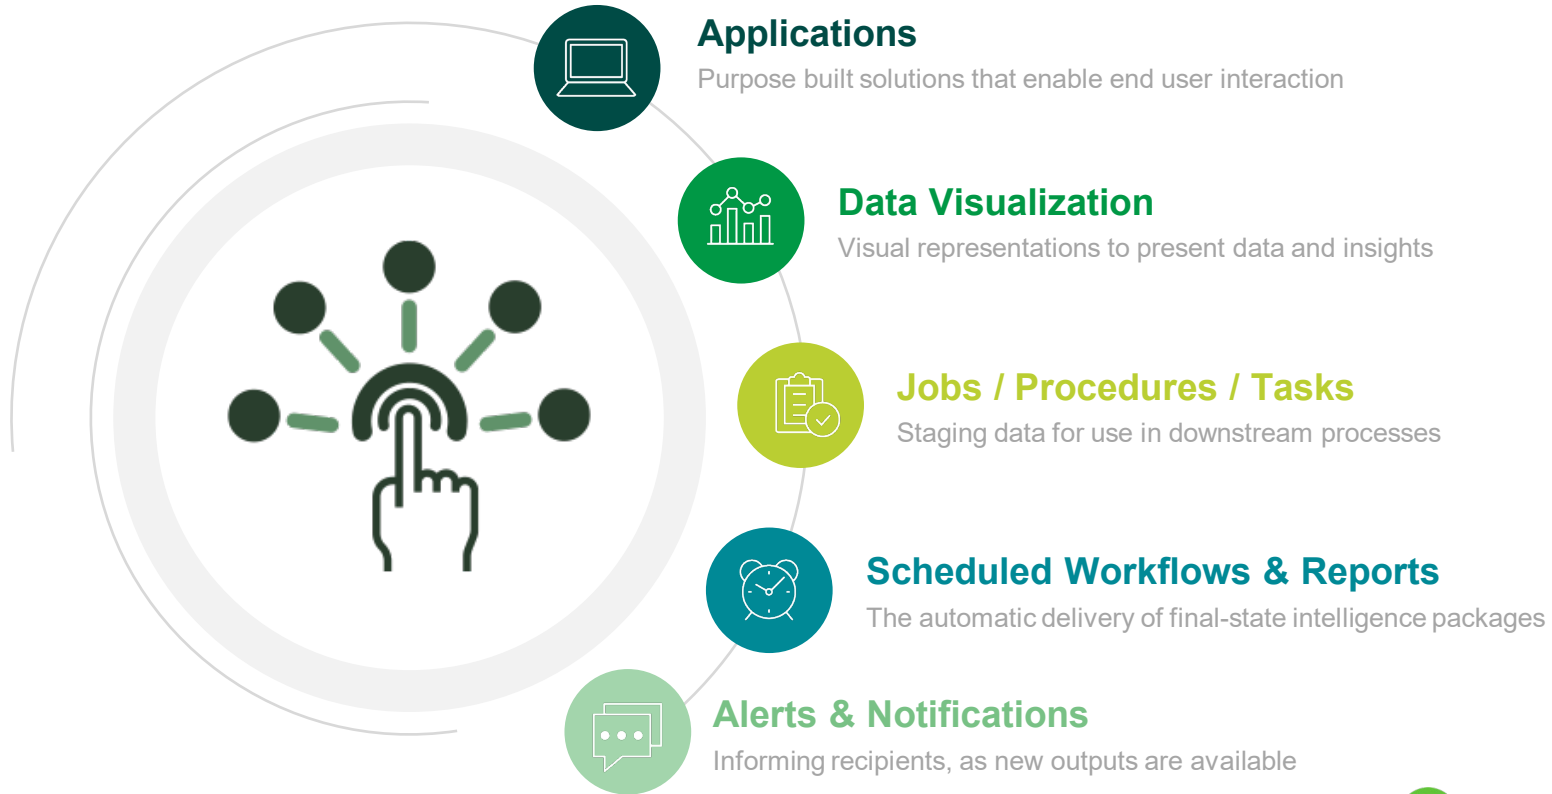 Applications
Purpose built solutions that enable end user interaction
Data Visualization
Visual representations to present data and insights
Jobs / Procedures / Tasks
Staging data for use in downstream processes
Scheduled Workflows & Reports
The automatic delivery of final-state intelligence packages
Alerts & Notifications
Informing recipients, as new outputs are available